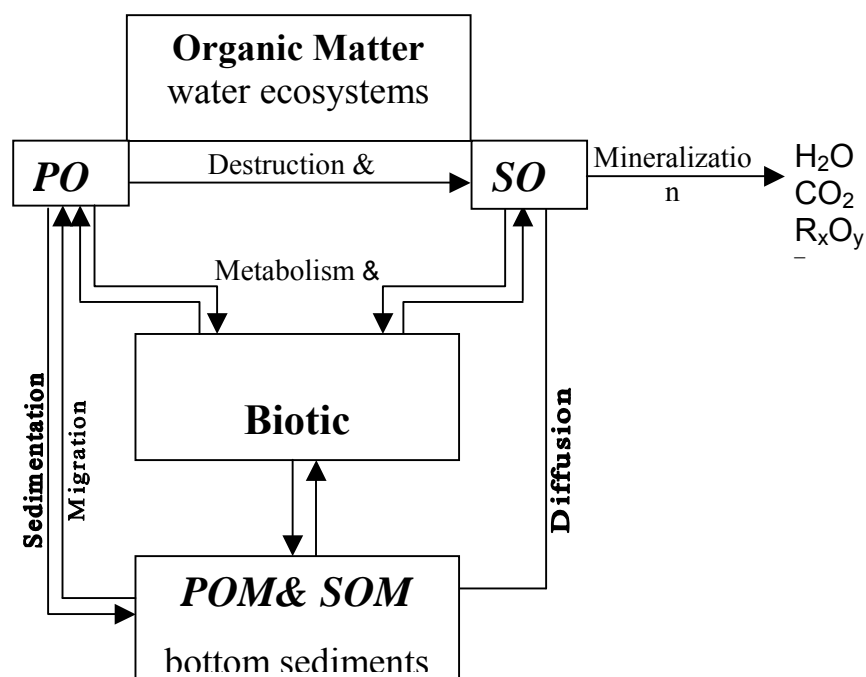 Organic Matter
water ecosystems
PO
Destruction &
SO
Mineralizatio
n
H₂O
CO₂
RₓOᵧ
–
Metabolism &
Biotic
Sedimentation
Migration
Diffusion
POM& SOM
bottom sediments